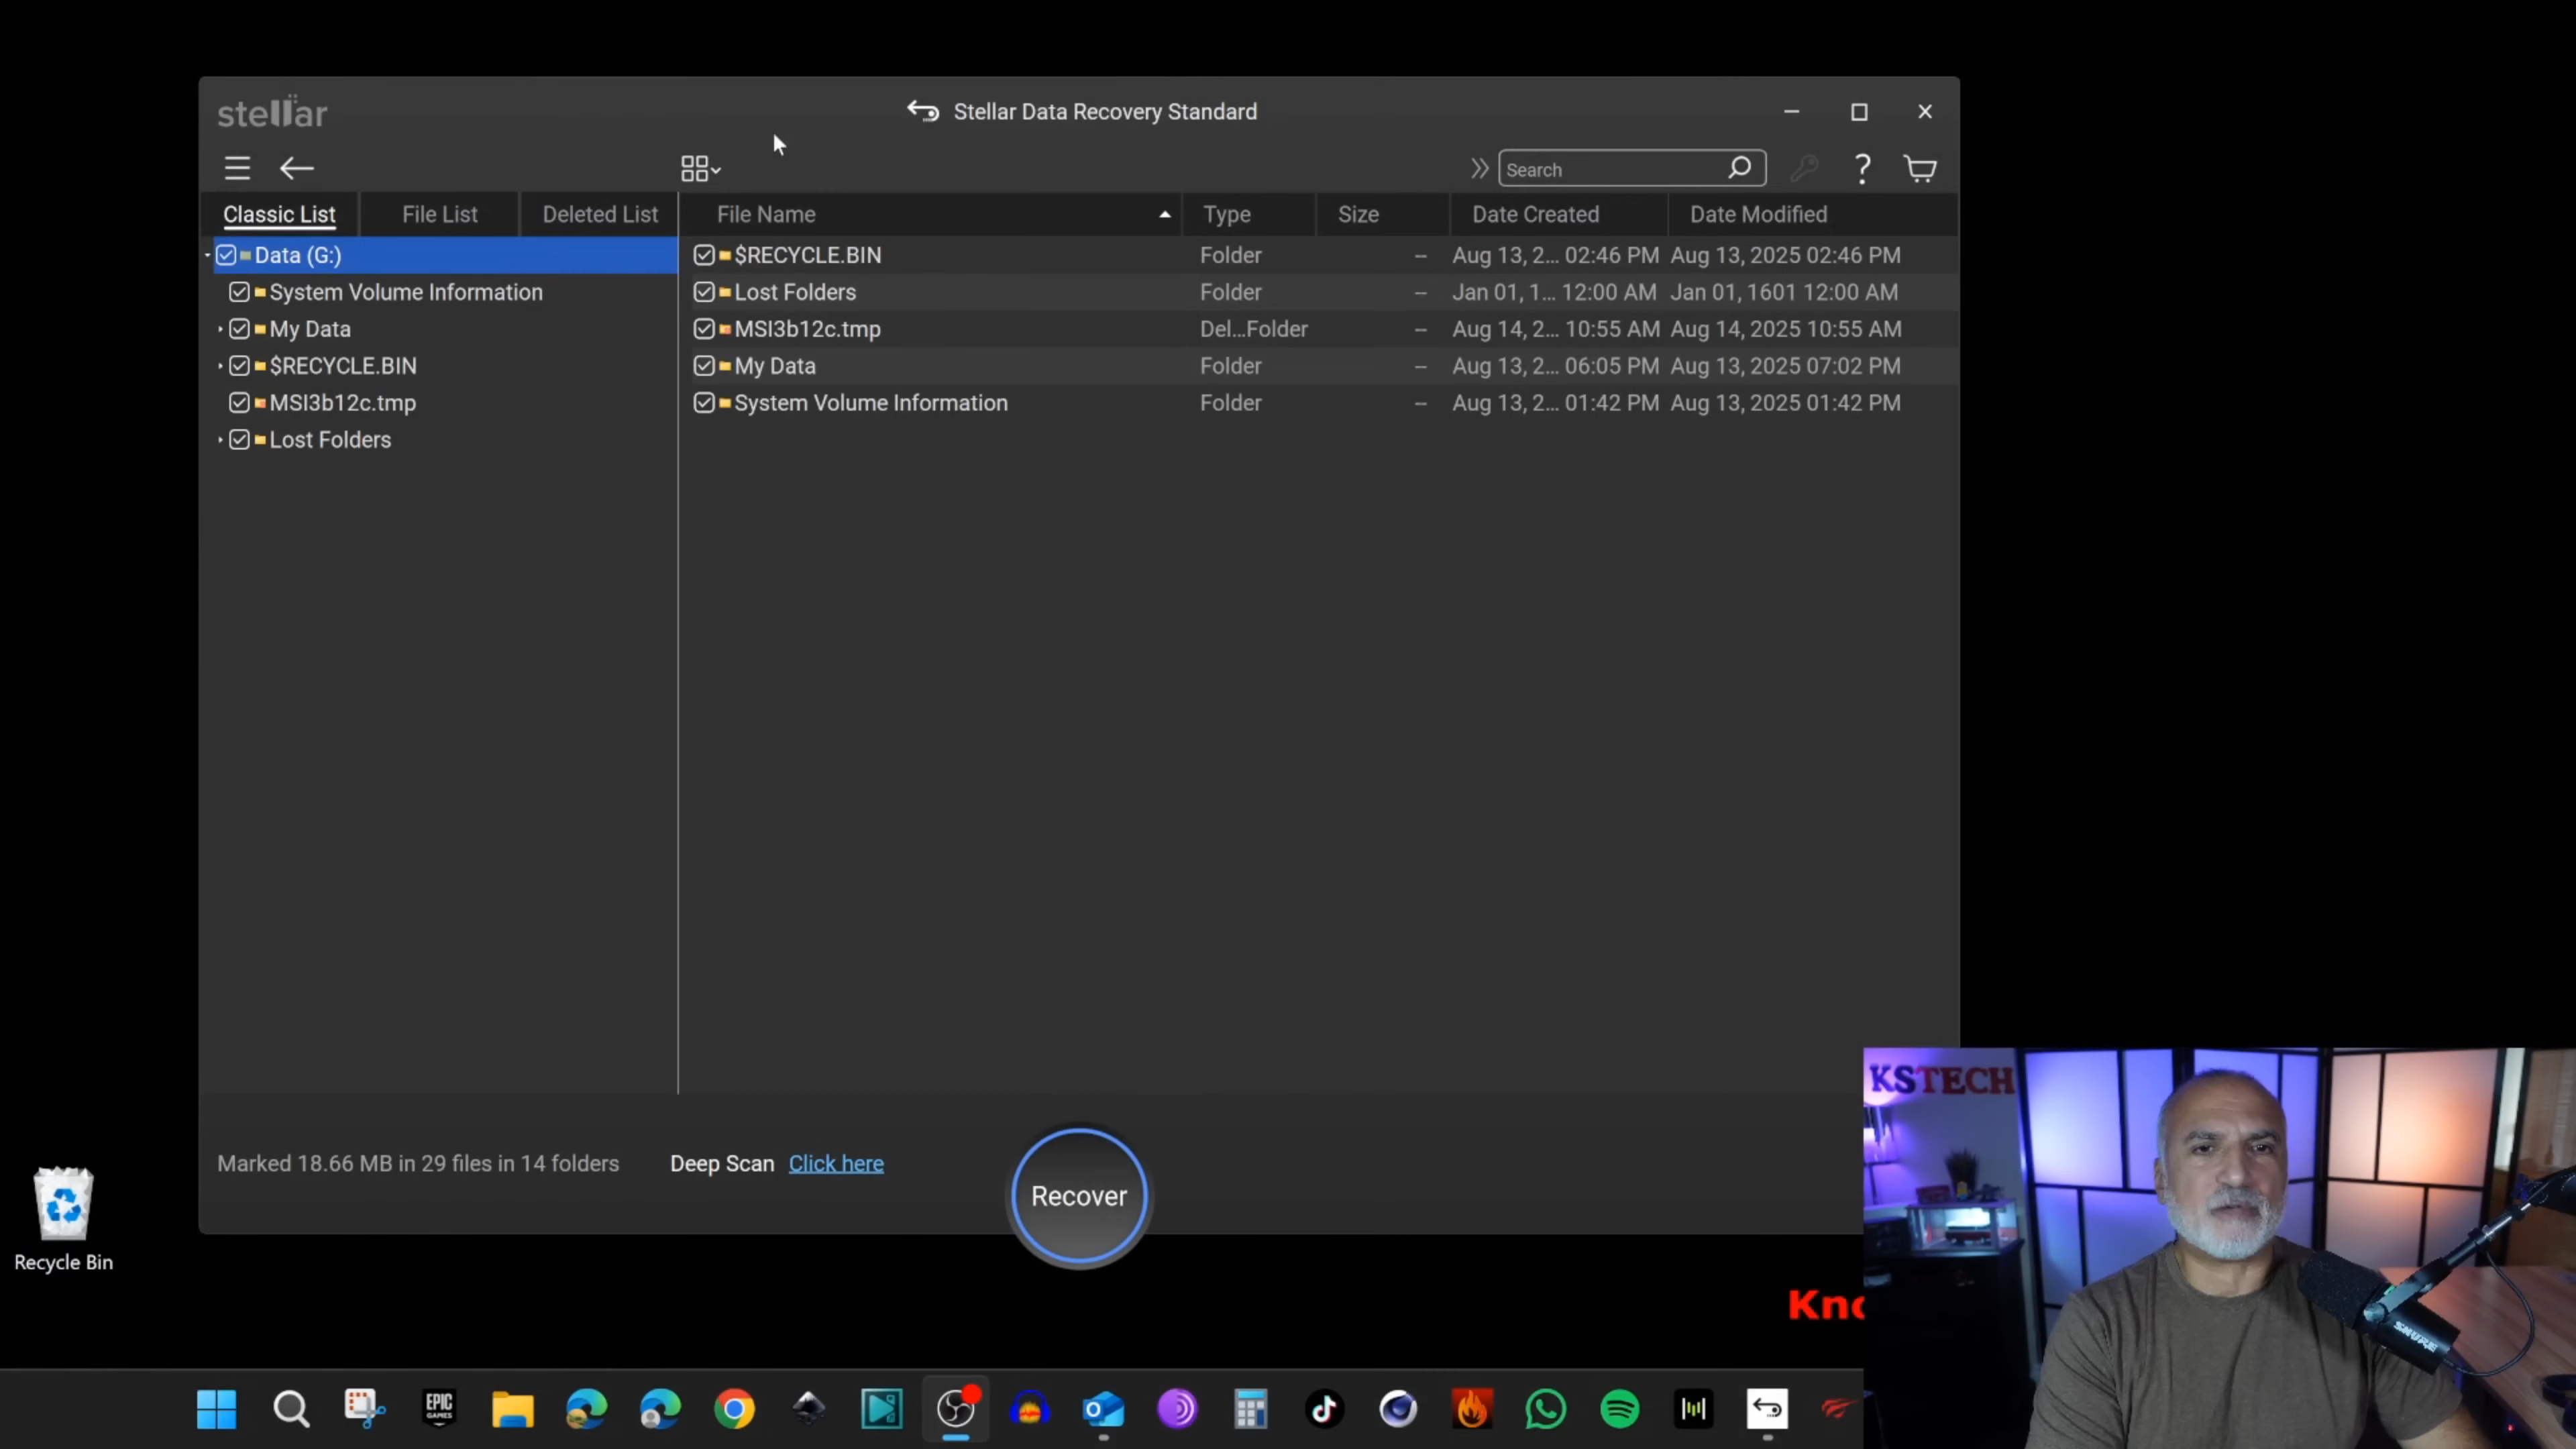 stellar
Stellar Data Recovery Standard
Search
?
Classic List File List Deleted List
File Name Type Size Date Created Date Modified
Data (G:)
System Volume Information
My Data
$RECYCLE.BIN
MSI3b12c.tmp
Lost Folders
$RECYCLE.BIN Folder -- Aug 13, 2... 02:46 PM Aug 13, 2025 02:46 PM
Lost Folders Folder -- Jan 01, 1... 12:00 AM Jan 01, 1601 12:00 AM
MSI3b12c.tmp Del...Folder -- Aug 14, 2... 10:55 AM Aug 14, 2025 10:55 AM
My Data Folder -- Aug 13, 2... 06:05 PM Aug 13, 2025 07:02 PM
System Volume Information Folder -- Aug 13, 2... 01:42 PM Aug 13, 2025 01:42 PM
Marked 18.66 MB in 29 files in 14 folders Deep Scan Click here
Recover
Recycle Bin
KSTECH
SHURE
Kno
EPIC
GAMES